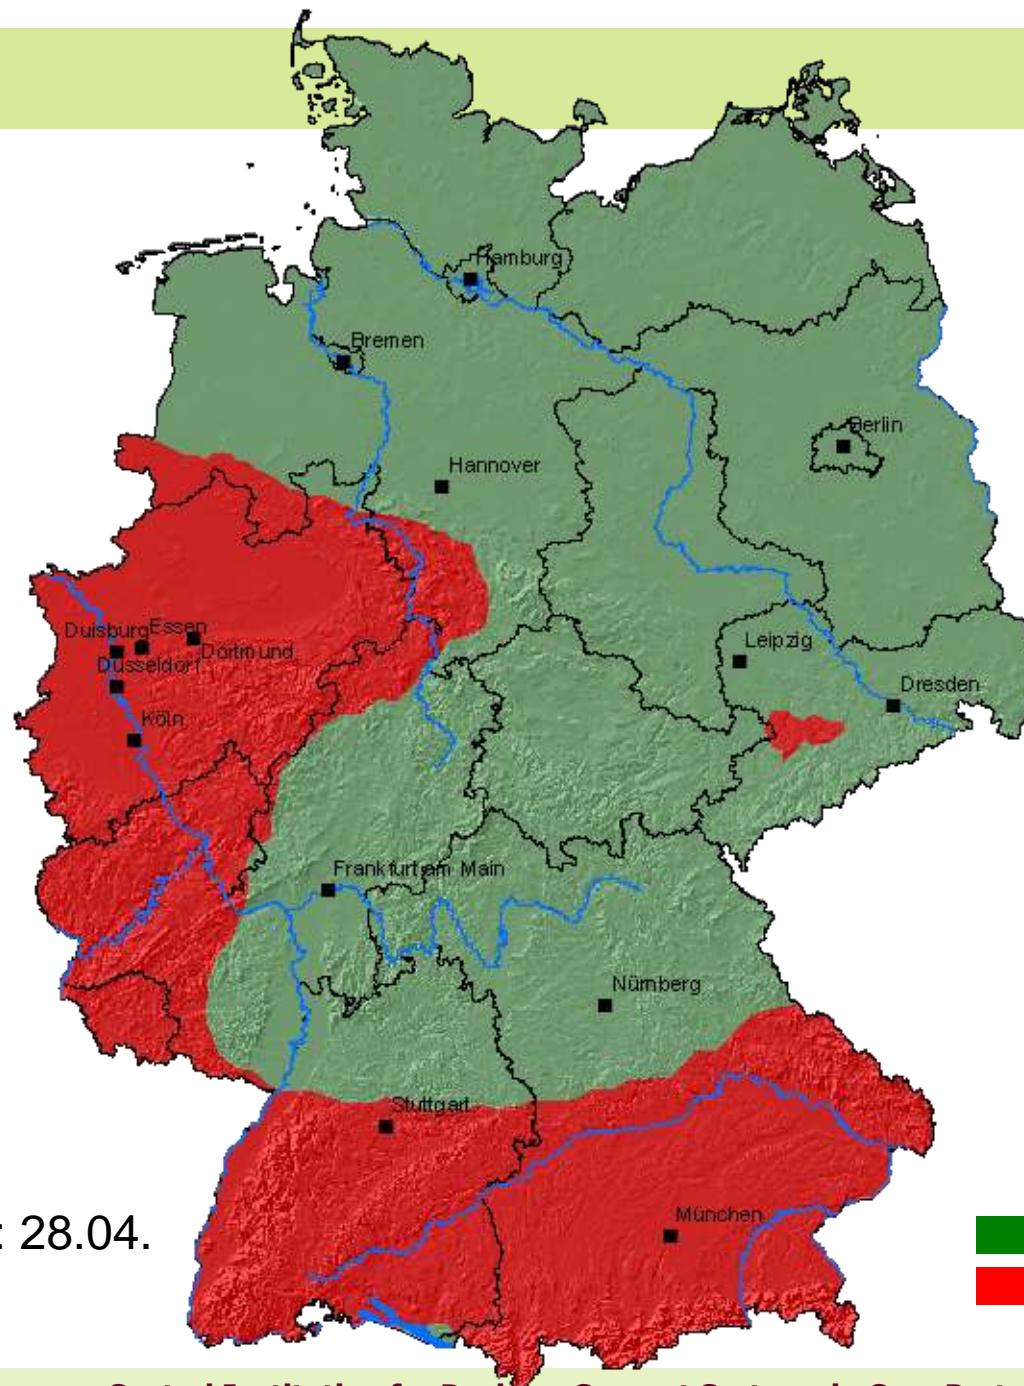 Hamburg
Bremen
Berlin
Hannover
Duisburg
Essen
Dortmund
Düsseldorf
Leipzig
Dresden
Köln
Frankfurt am Main
Nürnberg
Stuttgart
: 28.04.
München